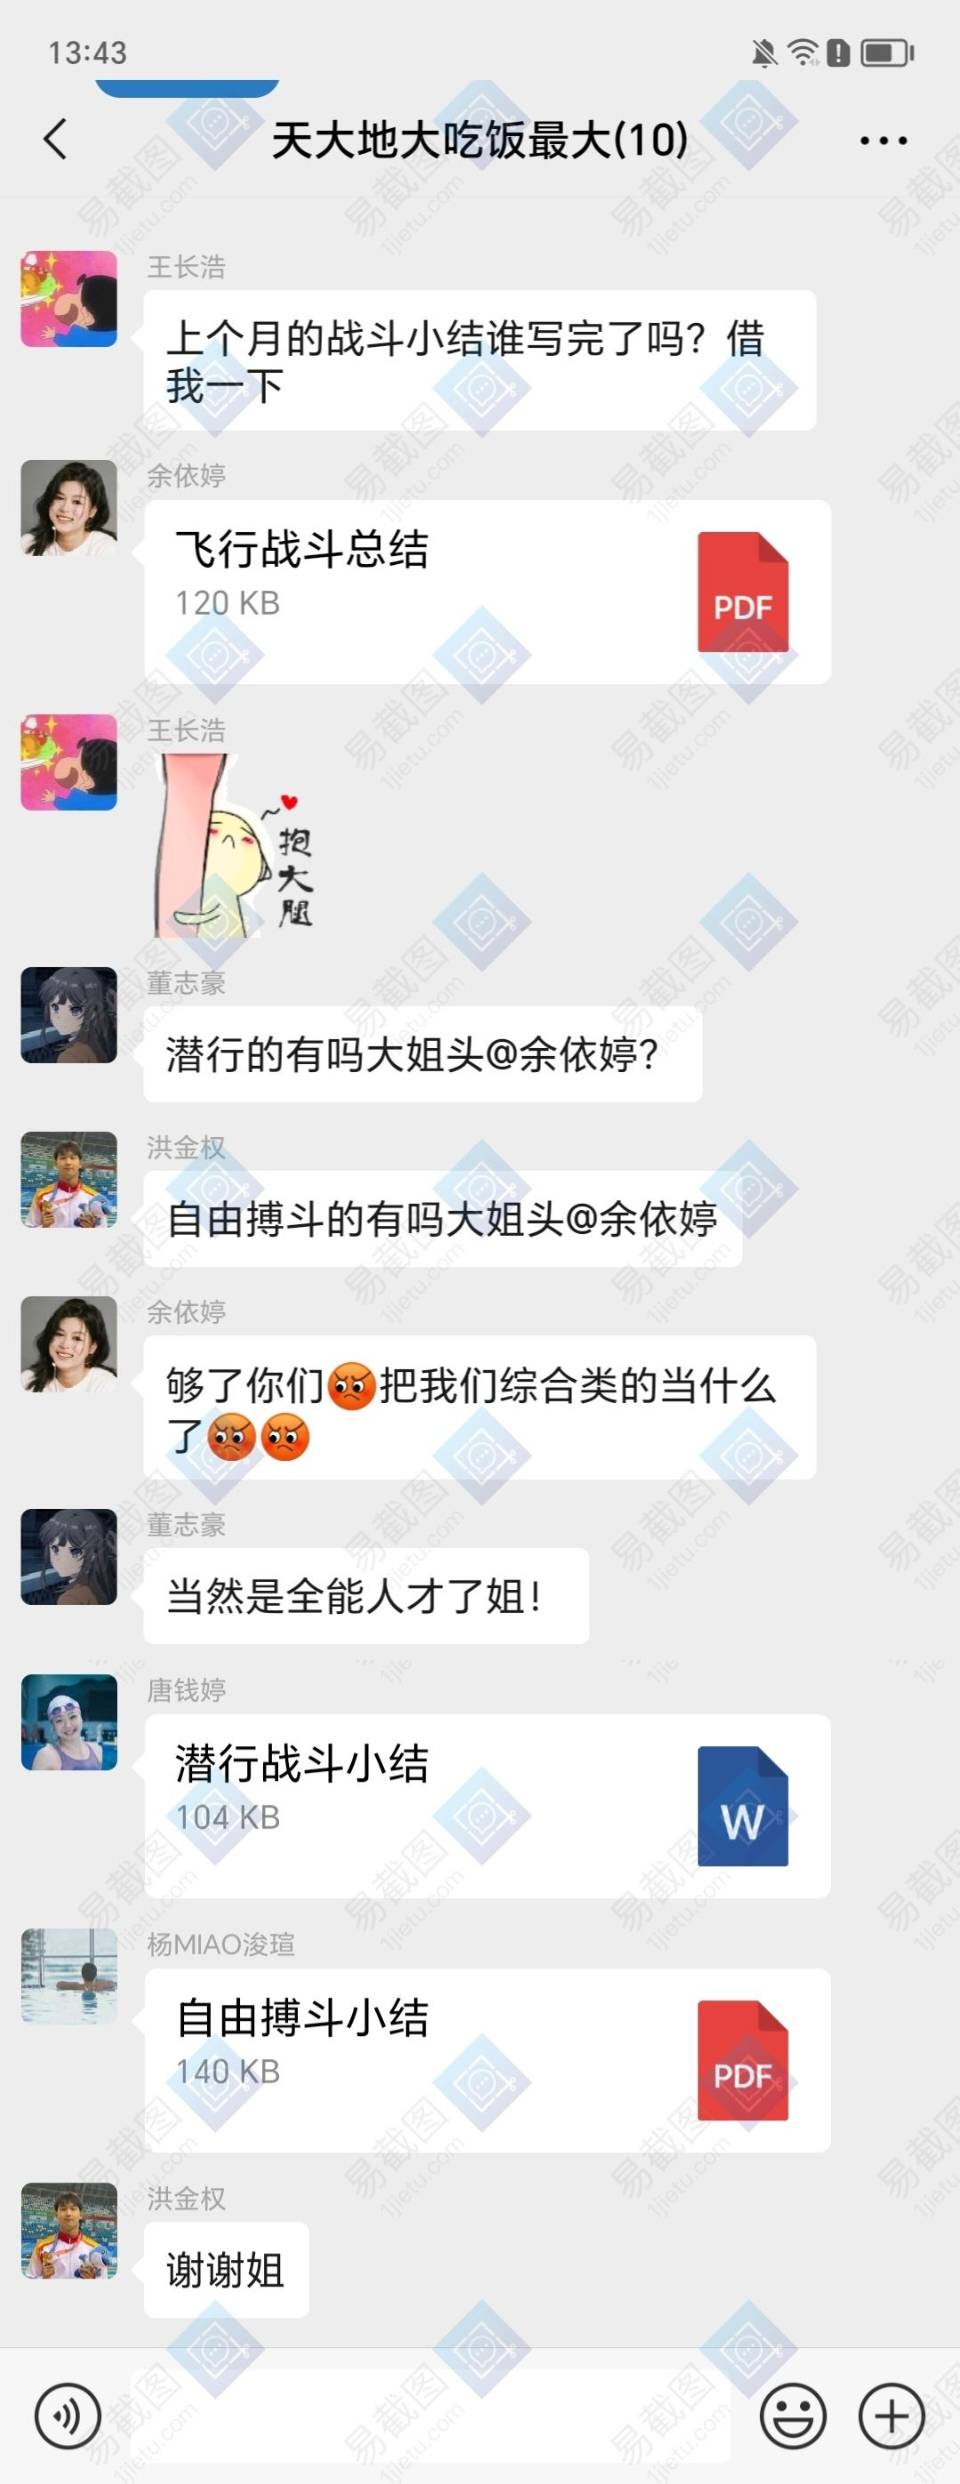 13:43
天大地大吃饭最大(10)
王长浩
上个月的战斗小结谁写完了吗？借
我一下
余依婷
飞行战斗总结
120 KB
PDF
王长浩
抱大腿
董志豪
潜行的有吗大姐头@余依婷？
洪金权
自由搏斗的有吗大姐头@余依婷
余依婷
够了你们😡把我们综合类的当什么
了😡😡
董志豪
当然是全能人才了姐！
唐钱婷
潜行战斗小结
104 KB
W
杨MIAO浚瑄
自由搏斗小结
140 KB
PDF
洪金权
谢谢姐
易截图
1jietu.com